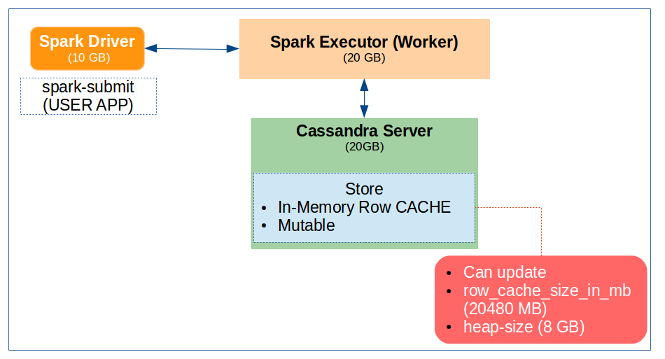 Spark Driver
(10 GB)
spark-submit
(USER APP)
Spark Executor (Worker)
(20 GB)
Cassandra Server
(20GB)
Store
• In-Memory Row CACHE
• Mutable
• Can update
• row_cache_size_in_mb
(20480 MB)
• heap-size (8 GB)